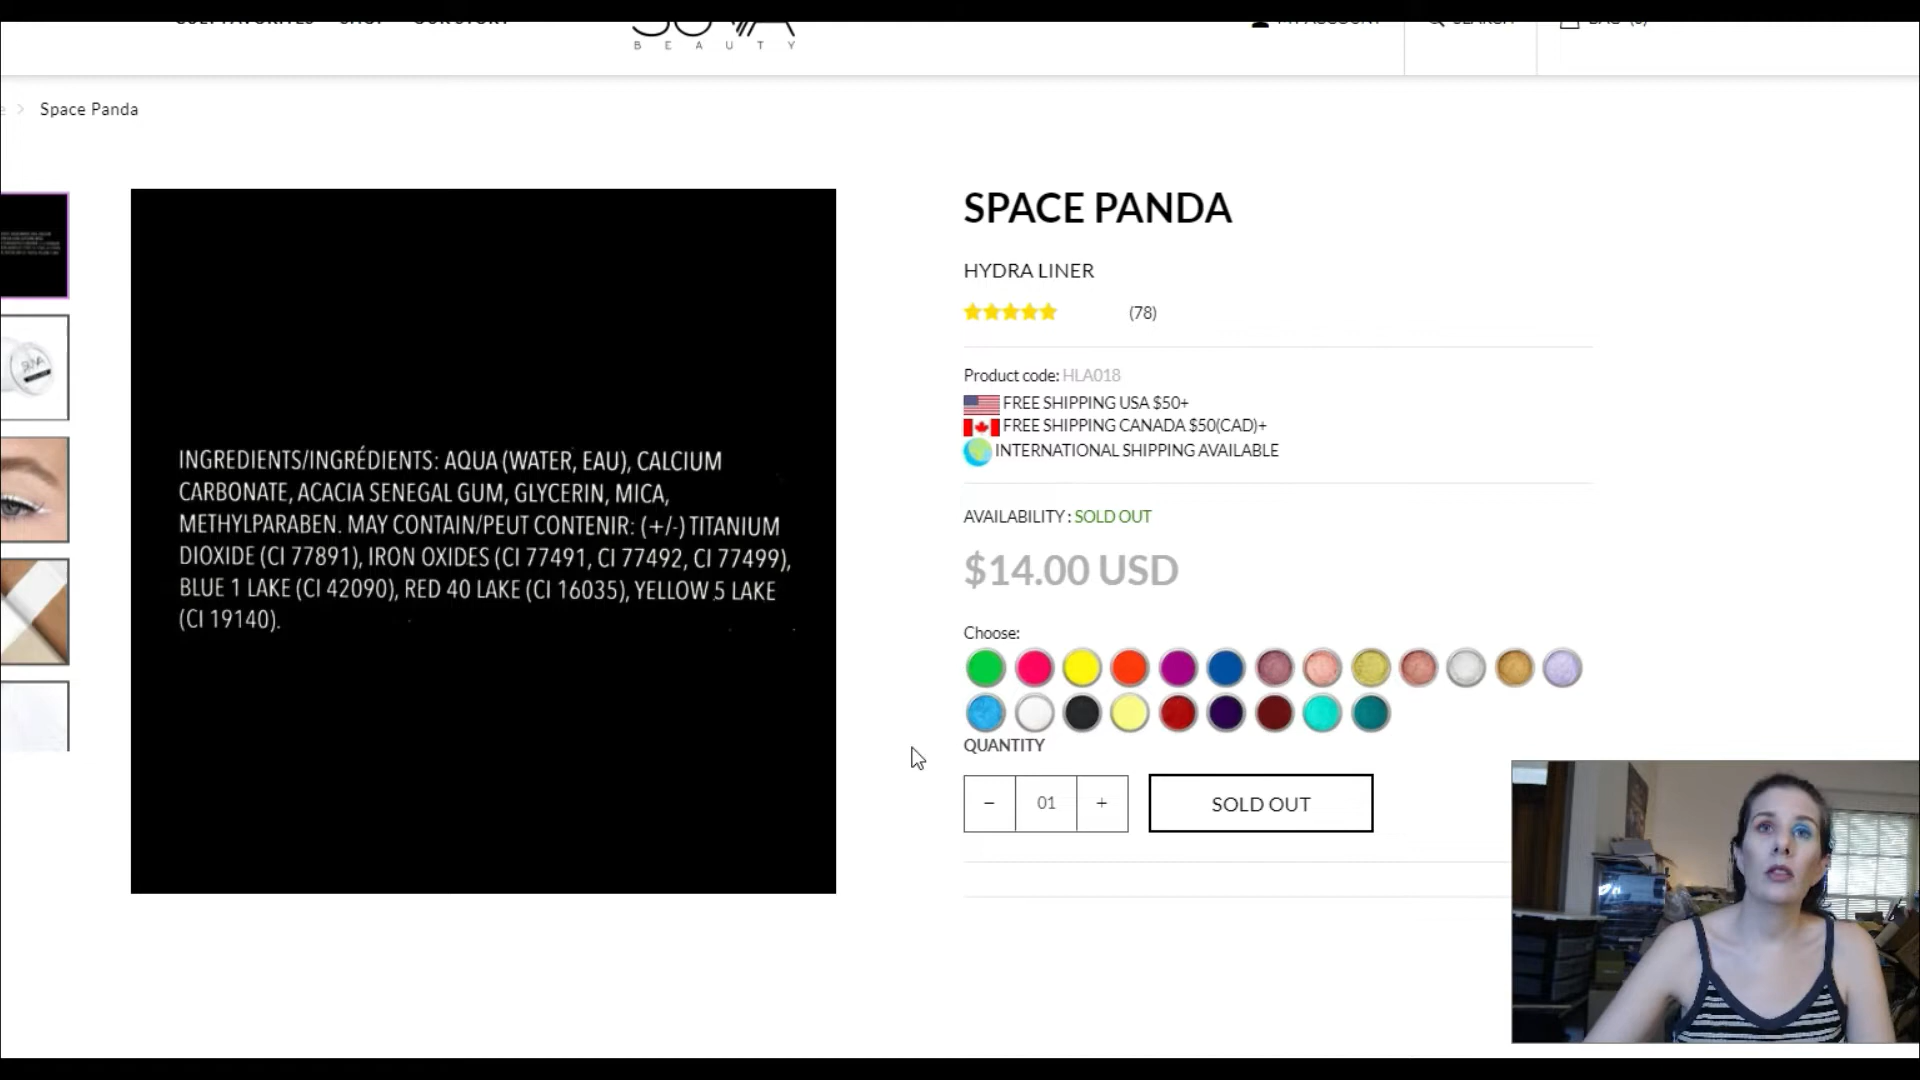 BEAUTY
MY ACCOUNT
SEARCH
Space Panda
SPACE PANDA
HYDRA LINER
(78)
Product code: HLA018
FREE SHIPPING USA $50+
FREE SHIPPING CANADA $50(CAD)+
INTERNATIONAL SHIPPING AVAILABLE
INGREDIENTS/INGRÉDIENTS: AQUA (WATER, EAU), CALCIUM
CARBONATE, ACACIA SENEGAL GUM, GLYCERIN, MICA,
METHYLPARABEN. MAY CONTAIN/PEUT CONTENIR: (+/-) TITANIUM
DIOXIDE (CI 77891), IRON OXIDES (CI 77491, CI 77492, CI 77499),
BLUE 1 LAKE (CI 42090), RED 40 LAKE (CI 16035), YELLOW 5 LAKE
(CI 19140).
AVAILABILITY : SOLD OUT
$14.00 USD
Choose:
QUANTITY
− 01 +
SOLD OUT